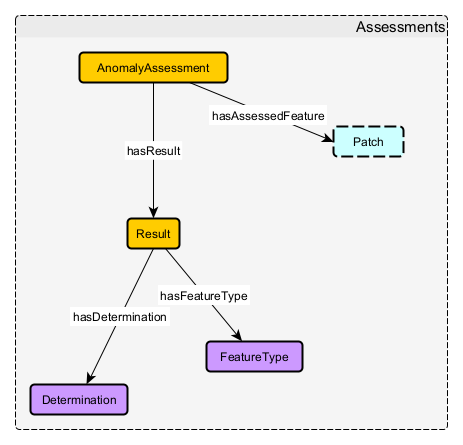 Assessments
AnomalyAssessment
hasAssessedFeature
Patch
hasResult
Result
hasFeatureType
hasDetermination
FeatureType
Determination